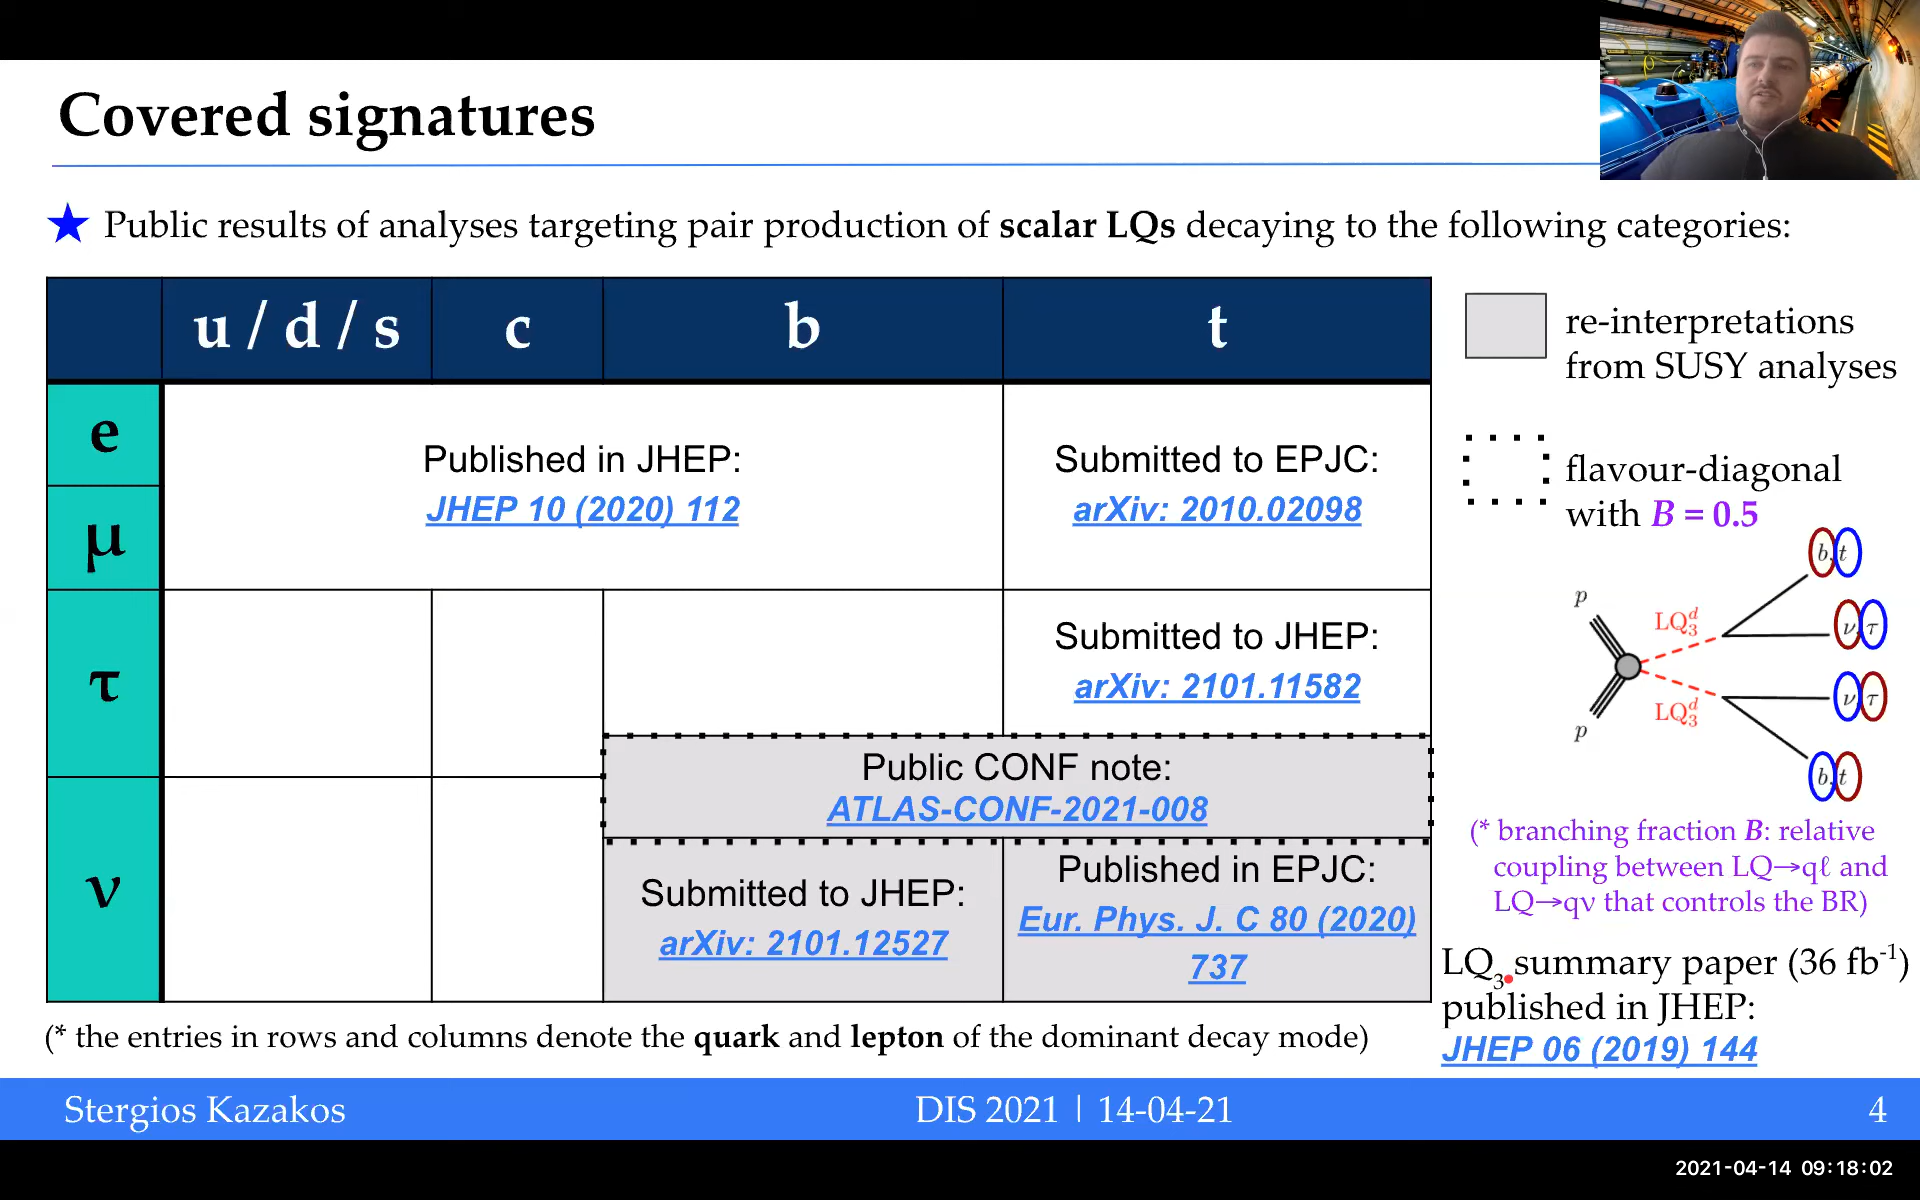 Covered signatures
★ Public results of analyses targeting pair production of scalar LQs decaying to the following categories:
u / d / s c b t
e
μ
τ
ν
Published in JHEP:
JHEP 10 (2020) 112
Submitted to EPJC:
arXiv: 2010.02098
Submitted to JHEP:
arXiv: 2101.11582
Public CONF note:
ATLAS-CONF-2021-008
Submitted to JHEP:
arXiv: 2101.12527
Published in EPJC:
Eur. Phys. J. C 80 (2020)
737
(* the entries in rows and columns denote the quark and lepton of the dominant decay mode)
re-interpretations
from SUSY analyses
flavour-diagonal
with B = 0.5
p
p
LQ₃ᵈ
LQ₃ᵈ
b, t
ν, τ
ν, τ
b, t
(* branching fraction B: relative
coupling between LQ→qℓ and
LQ→qν that controls the BR)
LQ₃ summary paper (36 fb⁻¹)
published in JHEP:
JHEP 06 (2019) 144
Stergios Kazakos DIS 2021 | 14-04-21 4
2021-04-14 09:18:02